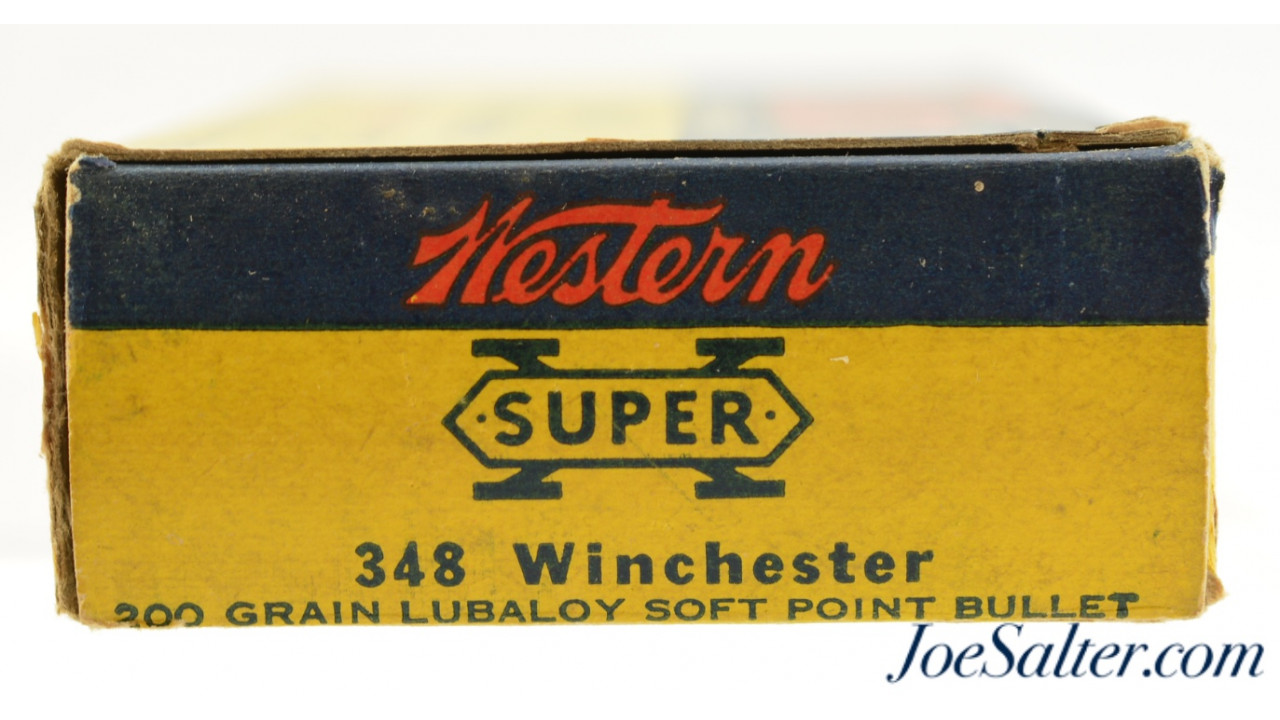 Western
SUPER
348 Winchester
200 GRAIN LUBALOY SOFT POINT BULLET
JoeSalter.com